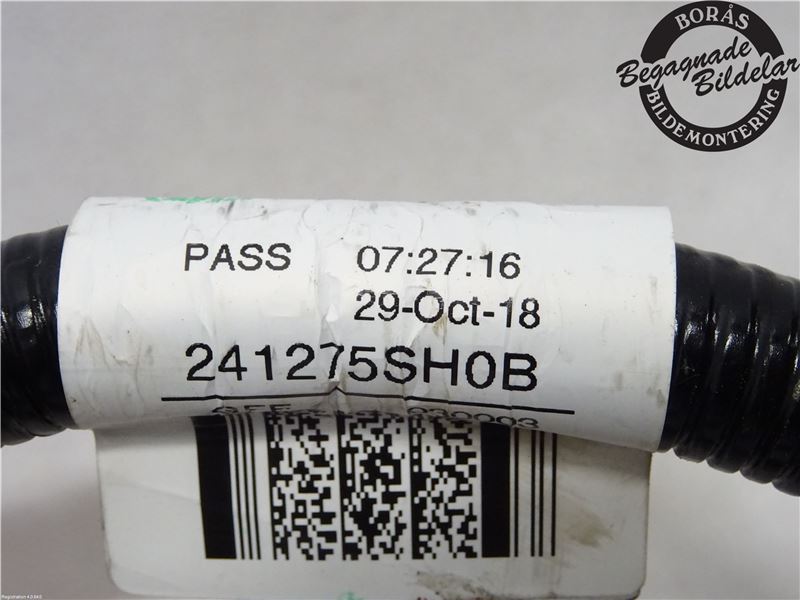 BORÅS
Begagnade
Bildelar
BILDEMONTERING
PASS 07:27:16
29-Oct-18
241275SH0B